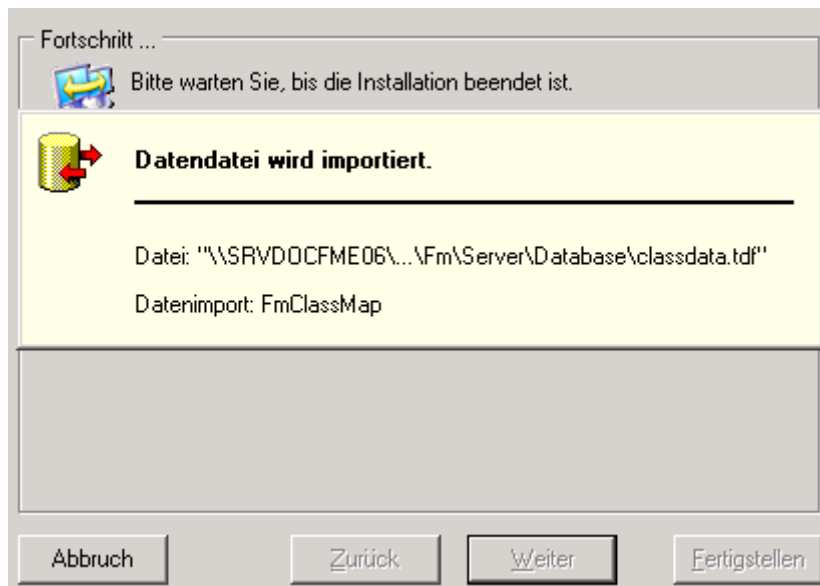 Fortschritt ...
Bitte warten Sie, bis die Installation beendet ist.
Datendatei wird importiert.
Datei: "\\SRVDOCFME06\...\Fm\Server\Database\classdata.tdf"
Datenimport: FmClassMap
Abbruch
Zurück
Weiter
Fertigstellen